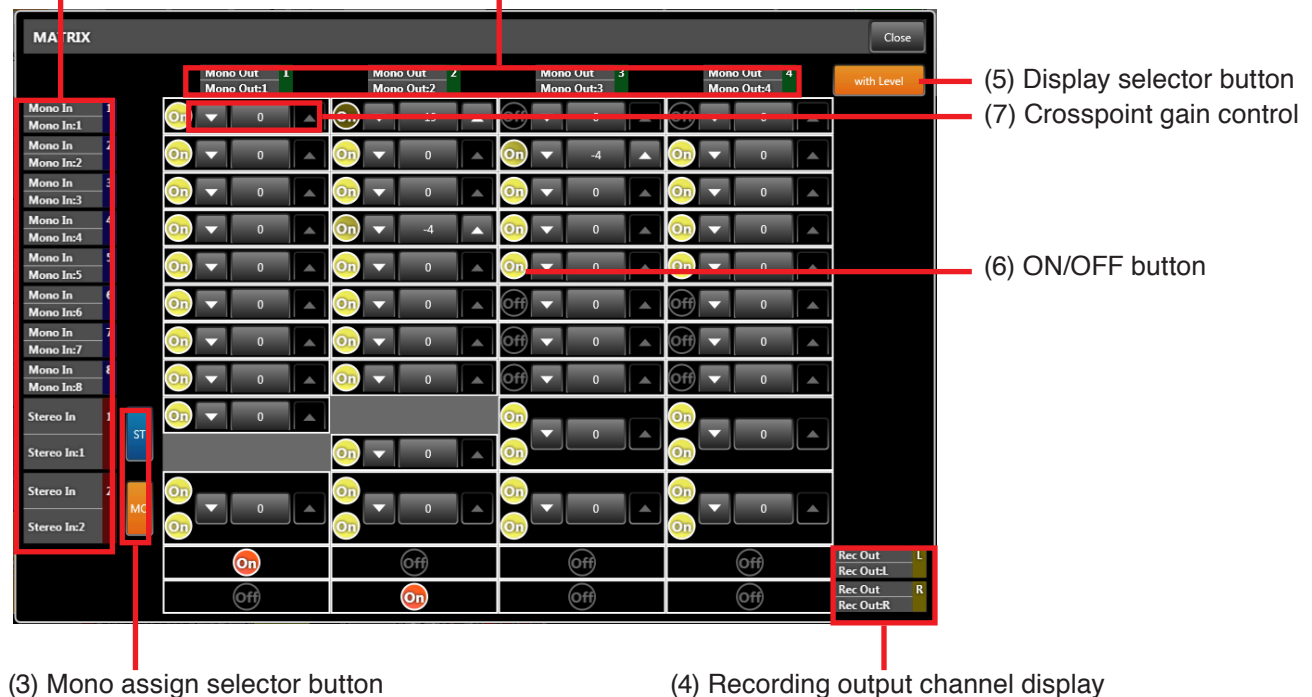 MATRIX Close
Mono Out 1 Mono Out 2 Mono Out 3 Mono Out 4
Mono Out:1 Mono Out:2 Mono Out:3 Mono Out:4
with Level
(5) Display selector button
(7) Crosspoint gain control
Mono In 1
Mono In:1
On 0 On Off Off
Mono In 2
Mono In:2
On 0 On 0 On -4 On 0
Mono In 3
Mono In:3
On 0 On 0 On 0 On 0
Mono In 4
Mono In:4
On 0 On -4 On 0 On 0
Mono In 5
Mono In:5
On 0 On 0 On 0 On 0
(6) ON/OFF button
Mono In 6
Mono In:6
On 0 On 0 Off 0 Off 0
Mono In 7
Mono In:7
On 0 On 0 Off 0 Off 0
Mono In 8
Mono In:8
On 0 On 0 Off 0 Off 0
Stereo In 1
Stereo In:1
ST
On 0 On On
0 0
On 0 On On
Stereo In 2
Stereo In:2
MO
On On On On
0 0 0 0
On On On On
On Off Off Off
Rec Out L
Rec Out:L
Off On Off Off
Rec Out R
Rec Out:R
(3) Mono assign selector button
(4) Recording output channel display